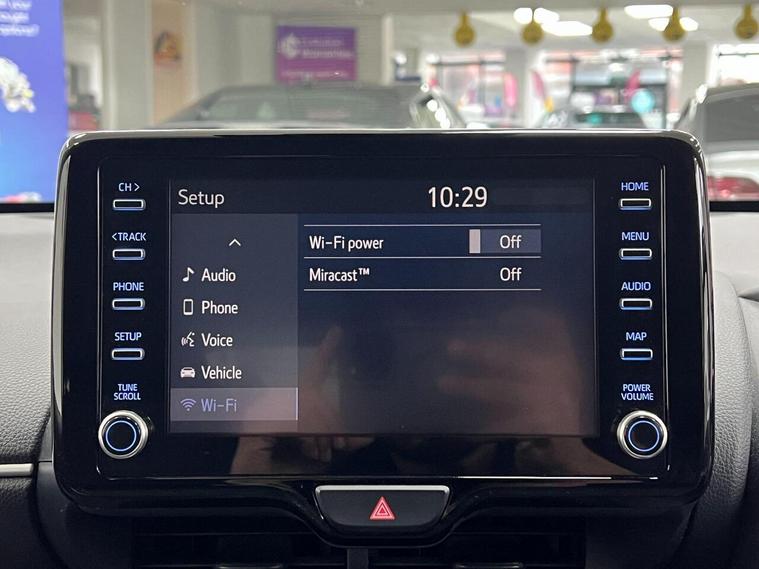 CH >
<TRACK
PHONE
SETUP
TUNE
SCROLL
Setup
10:29
Audio
Phone
Voice
Vehicle
Wi-Fi
Wi-Fi power
Off
Miracast™
Off
HOME
MENU
AUDIO
MAP
POWER
VOLUME